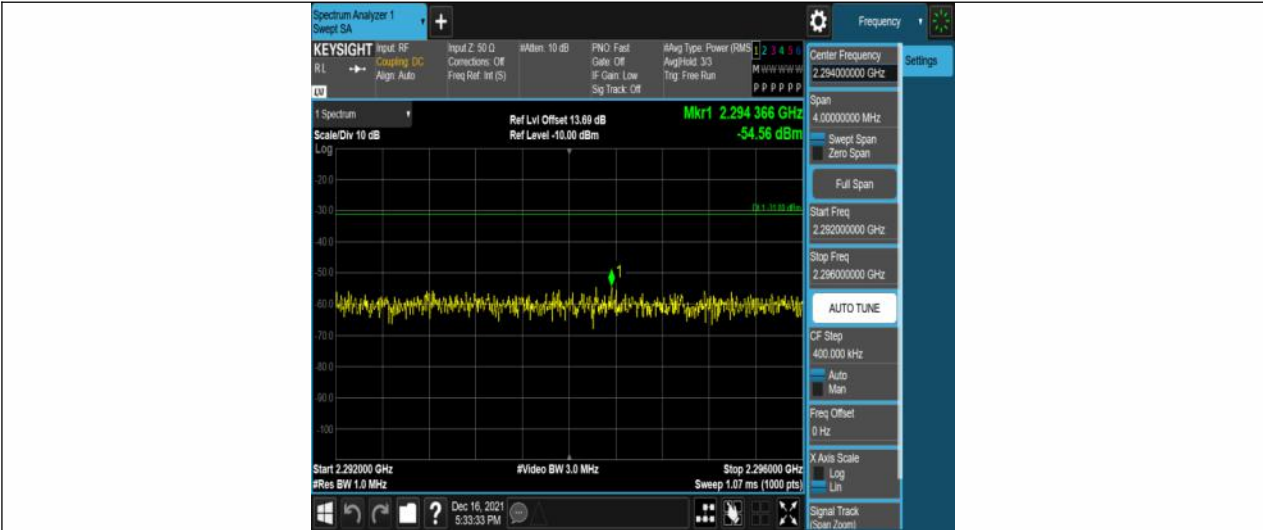 Spectrum Analyzer 1
Swept SA
+
Frequency
KEYSIGHT
RL
LV
Input: RF
Coupling: DC
Align: Auto
Input Z: 50 Ω
Corrections: Off
Freq Ref: Int (S)
#Atten: 10 dB
PNO: Fast
Gate: Off
IF Gain: Low
Sig Track: Off
#Avg Type: Power (RMS
Avg|Hold: 3/3
Trig: Free Run
1 2 3 4 5 6
M W W W W W
P P P P P P
1 Spectrum
Scale/Div 10 dB
Log
Ref Lvl Offset 13.69 dB
Ref Level -10.00 dBm
Mkr1 2.294 366 GHz
-54.56 dBm
-20.0
-30.0
-40.0
-50.0
-60.0
-70.0
-80.0
-90.0
-100
1
Start 2.292000 GHz
#Res BW 1.0 MHz
#Video BW 3.0 MHz
Stop 2.296000 GHz
Sweep 1.07 ms (1000 pts)
?
Dec 16, 2021
5:33:33 PM
Center Frequency
2.294000000 GHz
Settings
Span
4.00000000 MHz
Swept Span
Zero Span
Full Span
Start Freq
2.292000000 GHz
Stop Freq
2.296000000 GHz
AUTO TUNE
CF Step
400.000 kHz
Auto
Man
Freq Offset
0 Hz
X Axis Scale
Log
Lin
Signal Track
(Span Zoom)